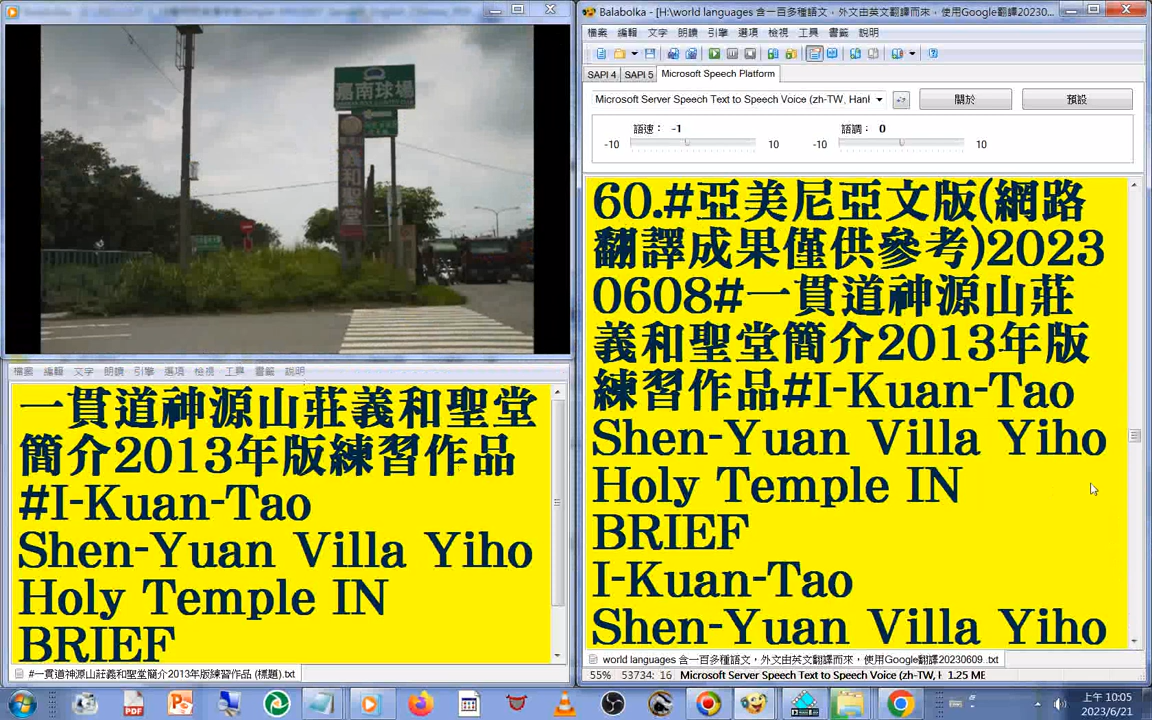 Balabolka - [H:\world languages 含一百多種語文，外文由英文翻譯而來，使用Google翻譯20230...
檔案 編輯 文字 朗讀 引擎 選項 檢視 工具 書籤 說明
SAPI 4 SAPI 5 Microsoft Speech Platform
Microsoft Server Speech Text to Speech Voice (zh-TW, Hanl
關於
預設
語速： -1
語調： 0
-10 10 -10 10
60.#亞美尼亞文版(網路
翻譯成果僅供參考)2023
0608#一貫道神源山莊
義和聖堂簡介2013年版
練習作品#I-Kuan-Tao
Shen-Yuan Villa Yiho
Holy Temple IN
BRIEF
I-Kuan-Tao
Shen-Yuan Villa Yiho
world languages 含一百多種語文，外文由英文翻譯而來，使用Google翻譯20230609 .txt
55% 53734: 16 Microsoft Server Speech Text to Speech Voice (zh-TW, H 1.25 ME
嘉南球場
義和聖堂
檔案 編輯 文字 朗讀 引擎 選項 檢視 工具 書籤 說明
一貫道神源山莊義和聖堂
簡介2013年版練習作品
#I-Kuan-Tao
Shen-Yuan Villa Yiho
Holy Temple IN
BRIEF
#一貫道神源山莊義和聖堂簡介2013年版練習作品 (標題).txt
PDF
上午 10:05
2023/6/21